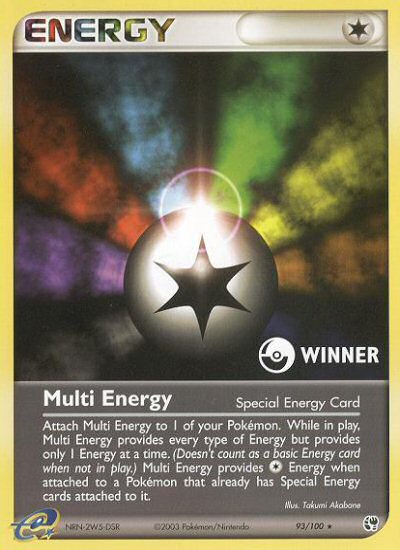 ENERGY
WINNER
Multi Energy
Special Energy Card
Attach Multi Energy to 1 of your Pokémon. While in play,
Multi Energy provides every type of Energy but provides
only 1 Energy at a time. (Doesn't count as a basic Energy card
when not in play.) Multi Energy provides Energy when
attached to a Pokémon that already has Special Energy
cards attached to it.
Illus. Takumi Akabane
e
NRN-2W5-DSR
©2003 Pokémon/Nintendo
93/100 ★